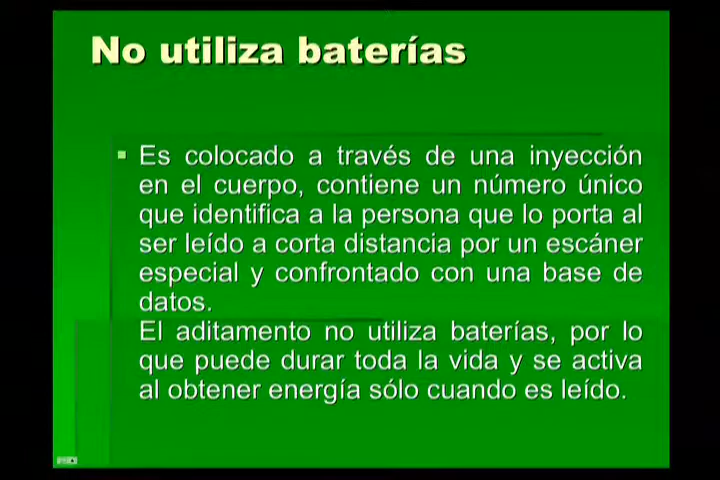 No utiliza baterías
Es colocado a través de una inyección
en el cuerpo, contiene un número único
que identifica a la persona que lo porta al
ser leído a corta distancia por un escáner
especial y confrontado con una base de
datos.
El aditamento no utiliza baterías, por lo
que puede durar toda la vida y se activa
al obtener energía sólo cuando es leído.